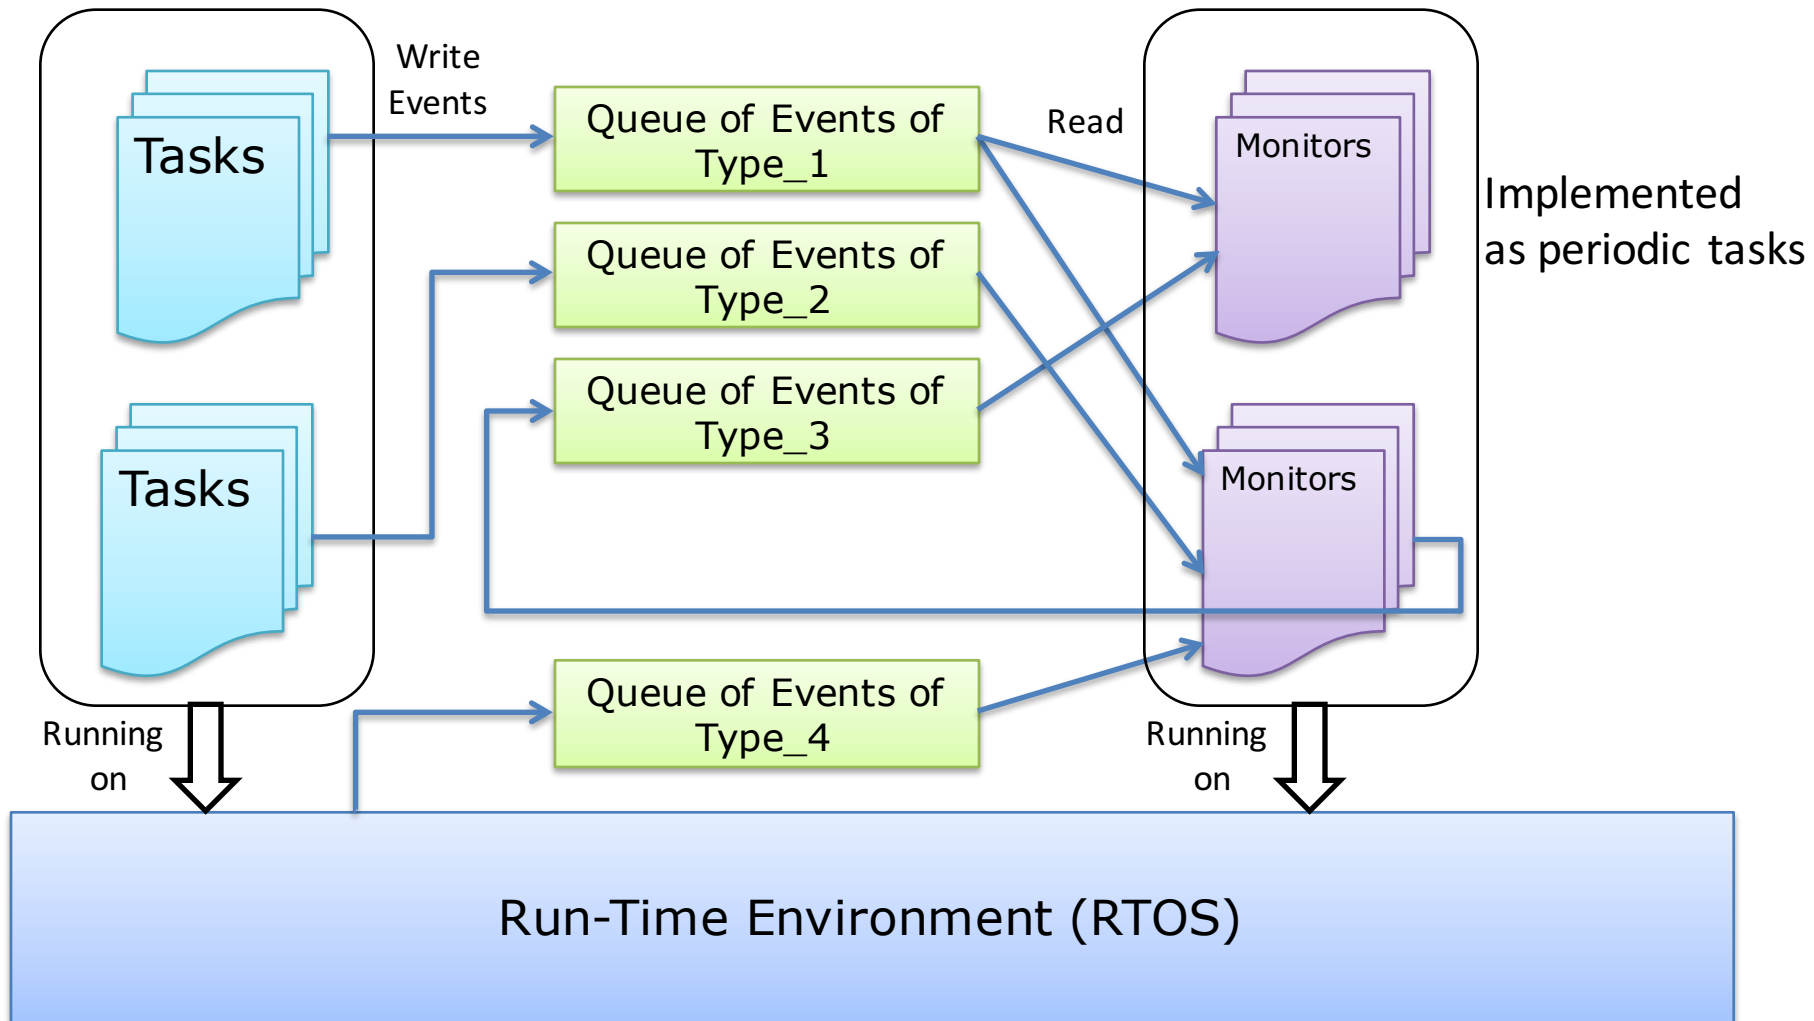 Write
Events
Tasks
Queue of Events of
Type_1
Read
Monitors
Implemented
as periodic tasks
Queue of Events of
Type_2
Queue of Events of
Type_3
Tasks
Monitors
Queue of Events of
Type_4
Running
on
Running
on
Run-Time Environment (RTOS)